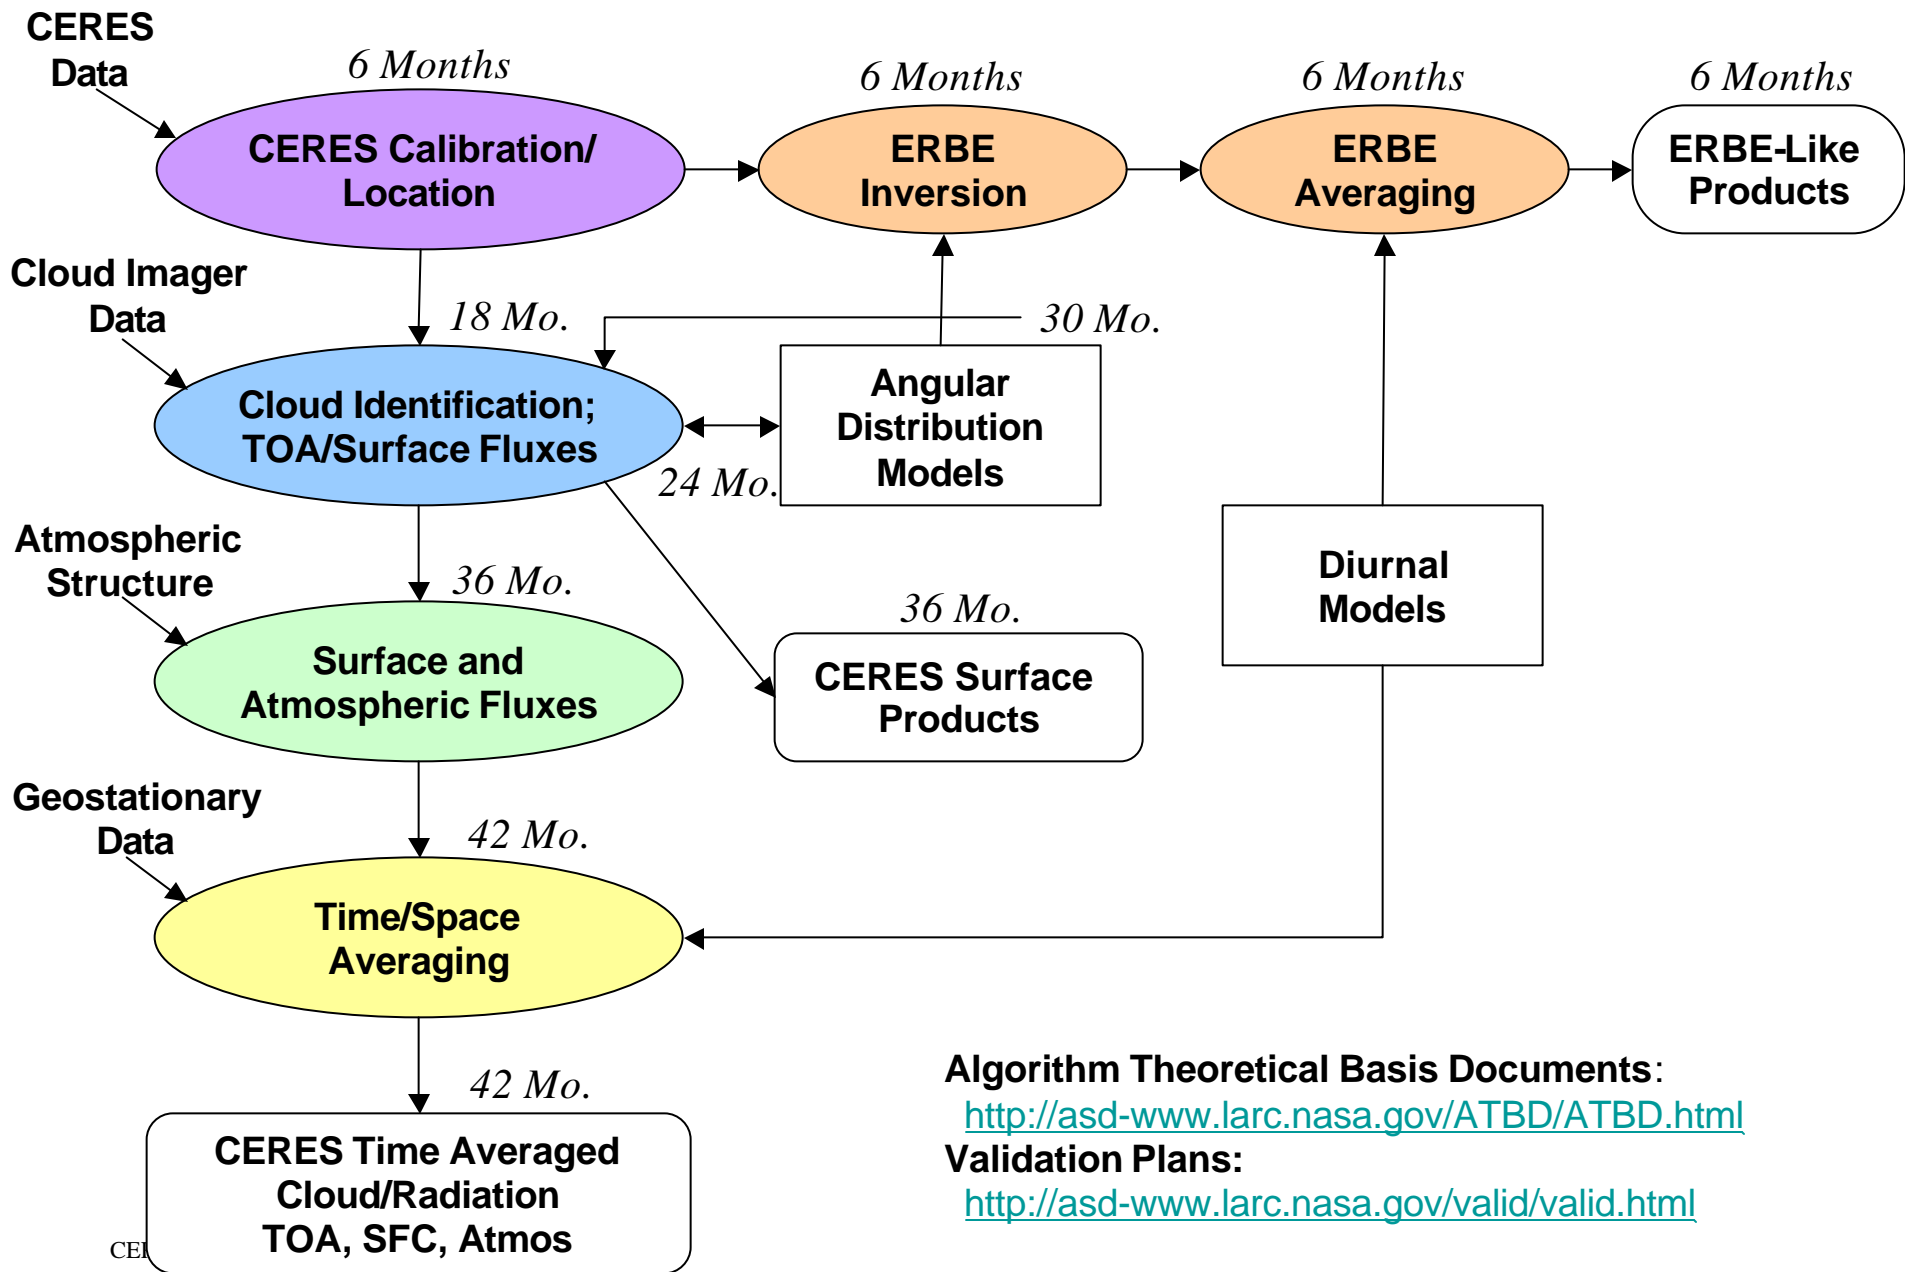 CERES
Data
6 Months
6 Months
6 Months
6 Months
CERES Calibration/
Location
ERBE
Inversion
ERBE
Averaging
ERBE-Like
Products
Cloud Imager
Data
18 Mo.
30 Mo.
Cloud Identification;
TOA/Surface Fluxes
Angular
Distribution
Models
24 Mo.
Atmospheric
Structure
36 Mo.
Diurnal
Models
36 Mo.
Surface and
Atmospheric Fluxes
CERES Surface
Products
Geostationary
Data
42 Mo.
Time/Space
Averaging
42 Mo.
CERES Time Averaged
Cloud/Radiation
TOA, SFC, Atmos
Algorithm Theoretical Basis Documents:
http://asd-www.larc.nasa.gov/ATBD/ATBD.html
Validation Plans:
http://asd-www.larc.nasa.gov/valid/valid.html